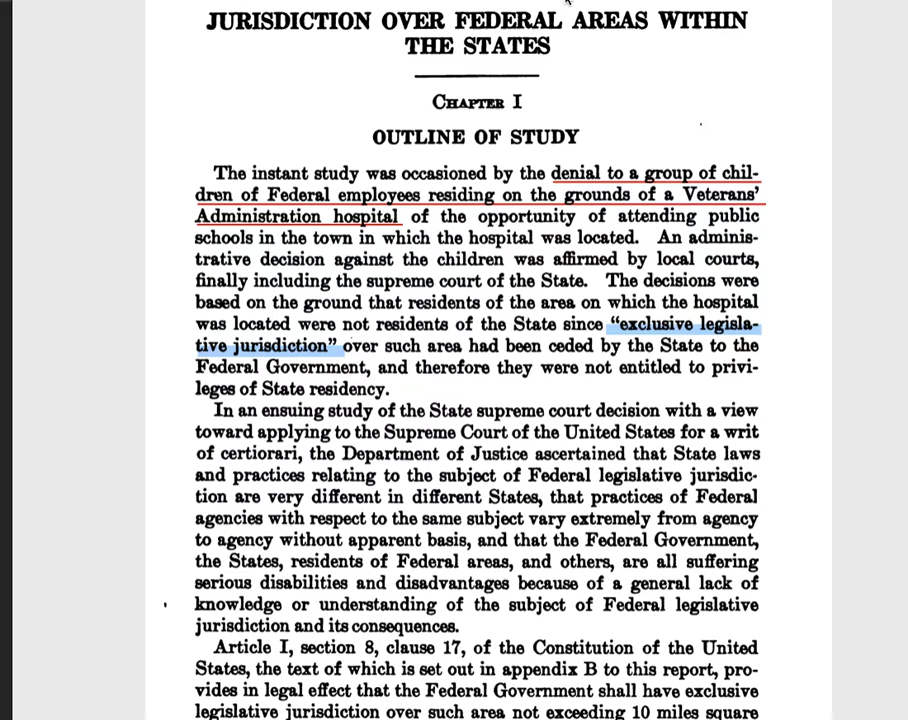 JURISDICTION OVER FEDERAL AREAS WITHIN
THE STATES
CHAPTER I
OUTLINE OF STUDY
The instant study was occasioned by the denial to a group of chil-
dren of Federal employees residing on the grounds of a Veterans’
Administration hospital of the opportunity of attending public
schools in the town in which the hospital was located. An adminis-
trative decision against the children was affirmed by local courts,
finally including the supreme court of the State. The decisions were
based on the ground that residents of the area on which the hospital
was located were not residents of the State since “exclusive legisla-
tive jurisdiction” over such area had been ceded by the State to the
Federal Government, and therefore they were not entitled to privi-
leges of State residency.
In an ensuing study of the State supreme court decision with a view
toward applying to the Supreme Court of the United States for a writ
of certiorari, the Department of Justice ascertained that State laws
and practices relating to the subject of Federal legislative jurisdic-
tion are very different in different States, that practices of Federal
agencies with respect to the same subject vary extremely from agency
to agency without apparent basis, and that the Federal Government,
the States, residents of Federal areas, and others, are all suffering
serious disabilities and disadvantages because of a general lack of
knowledge or understanding of the subject of Federal legislative
jurisdiction and its consequences.
Article I, section 8, clause 17, of the Constitution of the United
States, the text of which is set out in appendix B to this report, pro-
vides in legal effect that the Federal Government shall have exclusive
legislative jurisdiction over such area not exceeding 10 miles square